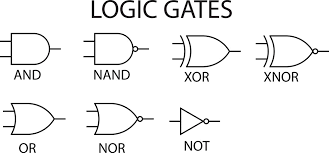 LOGIC GATES
AND NAND XOR XNOR
OR NOR NOT